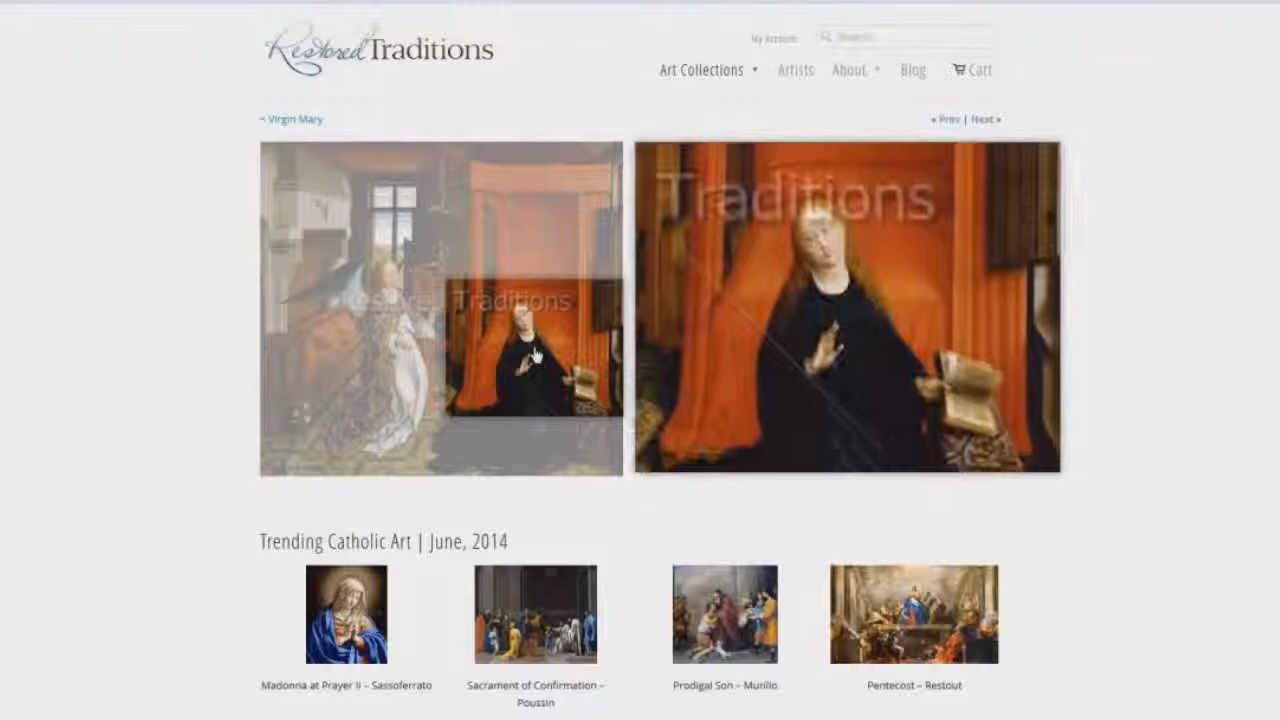 Restored Traditions
My Account
Search...
Art Collections
Artists
About
Blog
Cart
< Virgin Mary
« Prev | Next »
Traditions
Traditions
Trending Catholic Art | June, 2014
Madonna at Prayer II – Sassoferrato
Sacrament of Confirmation –
Poussin
Prodigal Son – Murillo
Pentecost – Restout